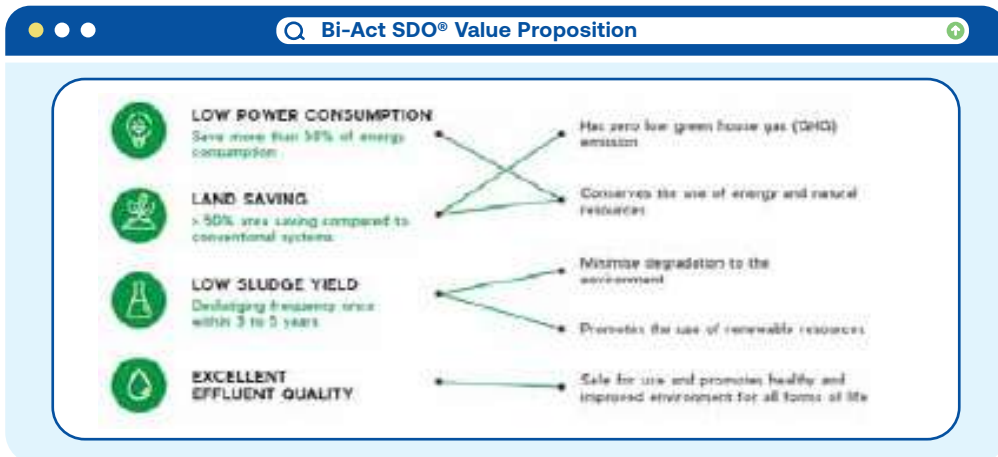 Bi-Act SDO® Value Proposition
LOW POWER CONSUMPTION
Save more than 50% of energy
consumption
LAND SAVING
> 50% area saving compared to
conventional systems
LOW SLUDGE YIELD
Desludging frequency once
within 3 to 5 years
EXCELLENT
EFFLUENT QUALITY
Has zero low green house gas (GHG)
emission
Conserves the use of energy and natural
resources
Minimise degradation to the
environment
Promotes the use of renewable resources
Safe for use and promotes healthy and
improved environment for all forms of life